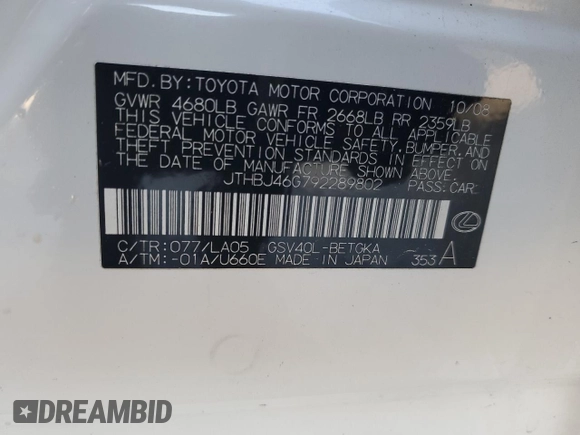 MFD. BY: TOYOTA MOTOR CORPORATION 10/08
GVWR 4680LB GAWR FR 2668LB RR 2359LB
THIS VEHICLE CONFORMS TO ALL APPLICABLE
FEDERAL MOTOR VEHICLE SAFETY, BUMPER, AND
THEFT PREVENTION STANDARDS IN EFFECT ON
THE DATE OF MANUFACTURE SHOWN ABOVE.
JTHBJ46G792289802 PASS. CAR
C/TR: 077/LA05 GSV40L-BETGKA
A/TM: -01A/U660E MADE IN JAPAN 353 A
DREAMBID